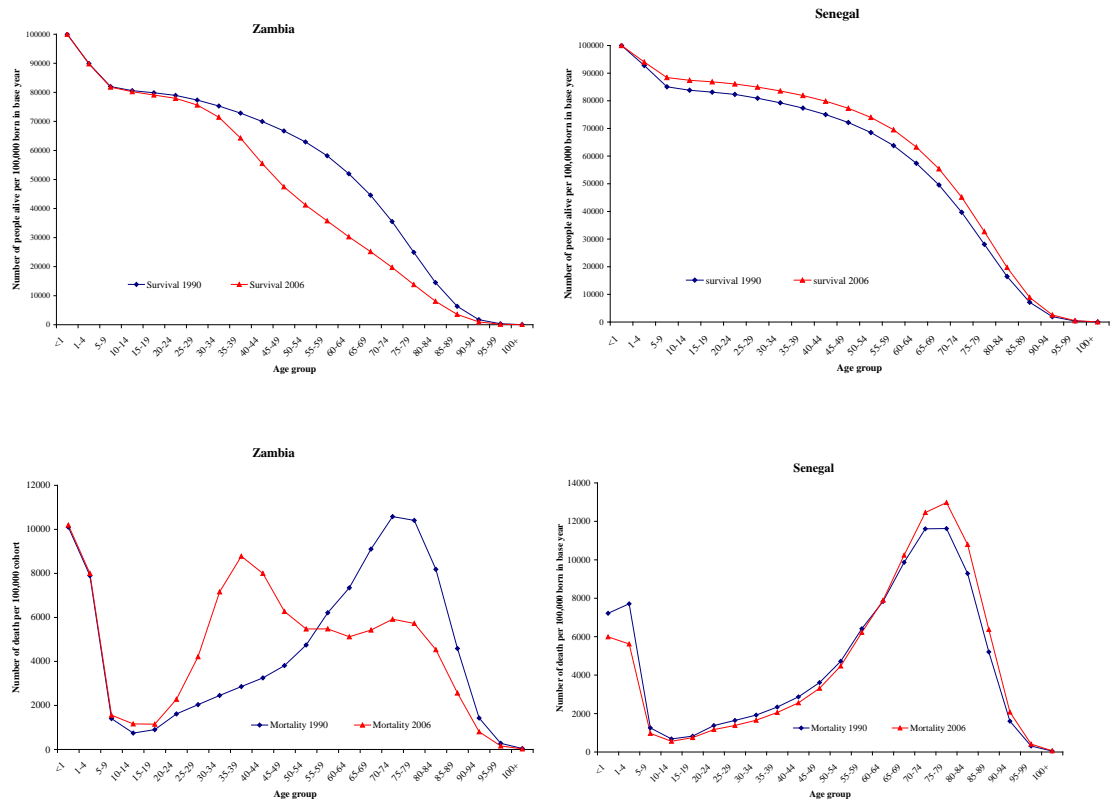 Zambia
Number of people alive per 100,000 born in base year
100000
90000
80000
70000
60000
50000
40000
30000
20000
10000
0
Survival 1990 Survival 2006
<1 1-4 5-9 10-14 15-19 20-24 25-29 30-34 35-39 40-44 45-49 50-54 55-59 60-64 65-69 70-74 75-79 80-84 85-89 90-94 95-99 100+
Age group
Senegal
Number of people alive per 100,000 born in base year
100000
90000
80000
70000
60000
50000
40000
30000
20000
10000
0
survival 1990 survival 2006
<1 1-4 5-9 10-14 15-19 20-24 25-29 30-34 35-39 40-44 45-49 50-54 55-59 60-64 65-69 70-74 75-79 80-84 85-89 90-94 95-99 100+
Age group
Zambia
Number of death per 100,000 cohort
12000
10000
8000
6000
4000
2000
0
Mortality 1990 Mortality 2006
<1 1-4 5-9 10-14 15-19 20-24 25-29 30-34 35-39 40-44 45-49 50-54 55-59 60-64 65-69 70-74 75-79 80-84 85-89 90-94 95-99 100+
Age group
Senegal
Number of death per 100,000 born in base year
14000
12000
10000
8000
6000
4000
2000
0
Mortality 1990 Mortality 2006
<1 1-4 5-9 10-14 15-19 20-24 25-29 30-34 35-39 40-44 45-49 50-54 55-59 60-64 65-69 70-74 75-79 80-84 85-89 90-94 95-99 100+
Age group